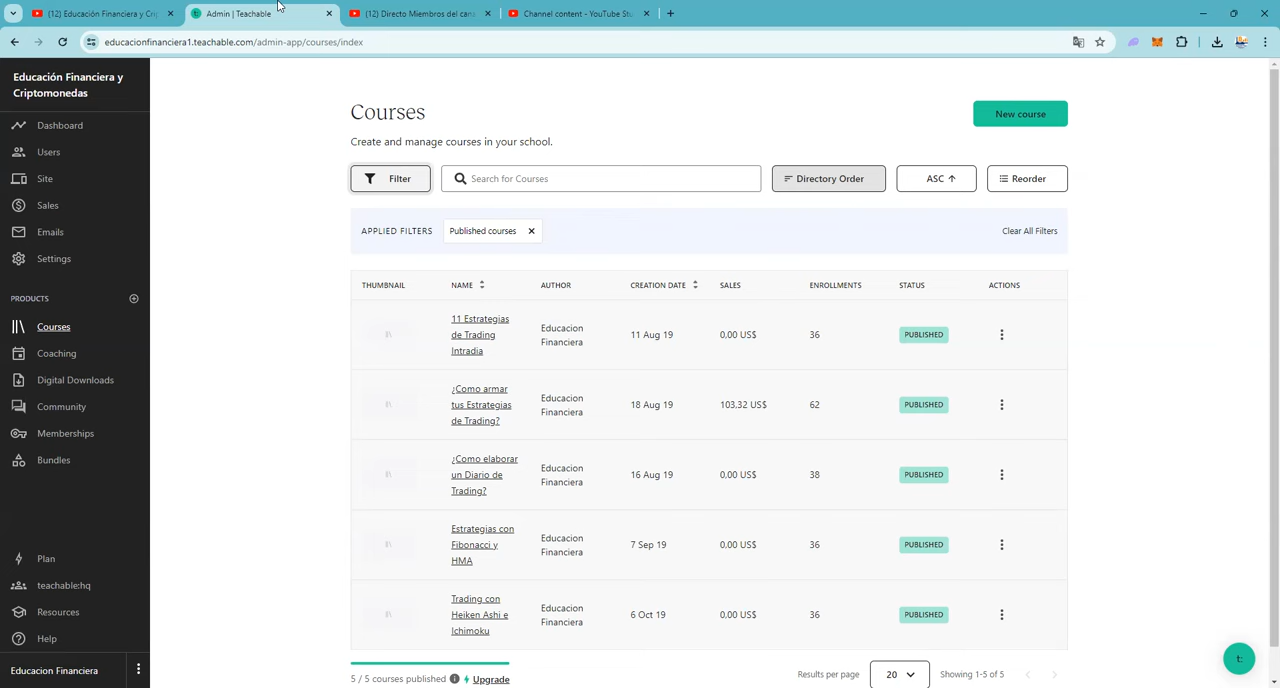 (12) Educación Financiera y Cri
Admin | Teachable
(12) Directo Miembros del cana
Channel content - YouTube Stu
educacionfinanciera1.teachable.com/admin-app/courses/index
Educación Financiera y
Criptomonedas
Dashboard
Users
Site
Sales
Emails
Settings
PRODUCTS
Courses
Coaching
Digital Downloads
Community
Memberships
Bundles
Plan
teachable:hq
Resources
Help
Educacion Financiera
Courses
New course
Create and manage courses in your school.
Filter
Search for Courses
Directory Order
ASC
Reorder
APPLIED FILTERS
Published courses
Clear All Filters
THUMBNAIL NAME AUTHOR CREATION DATE SALES ENROLLMENTS STATUS ACTIONS
11 Estrategias
de Trading
Intradia
Educacion
Financiera
11 Aug 19
0,00 US$
36
PUBLISHED
¿Como armar
tus Estrategias
de Trading?
Educacion
Financiera
18 Aug 19
103,32 US$
62
PUBLISHED
¿Como elaborar
un Diario de
Trading?
Educacion
Financiera
16 Aug 19
0,00 US$
38
PUBLISHED
Estrategias con
Fibonacci y
HMA
Educacion
Financiera
7 Sep 19
0,00 US$
36
PUBLISHED
Trading con
Heiken Ashi e
Ichimoku
Educacion
Financiera
6 Oct 19
0,00 US$
36
PUBLISHED
5 / 5 courses published
Upgrade
Results per page
20
Showing 1-5 of 5
t: